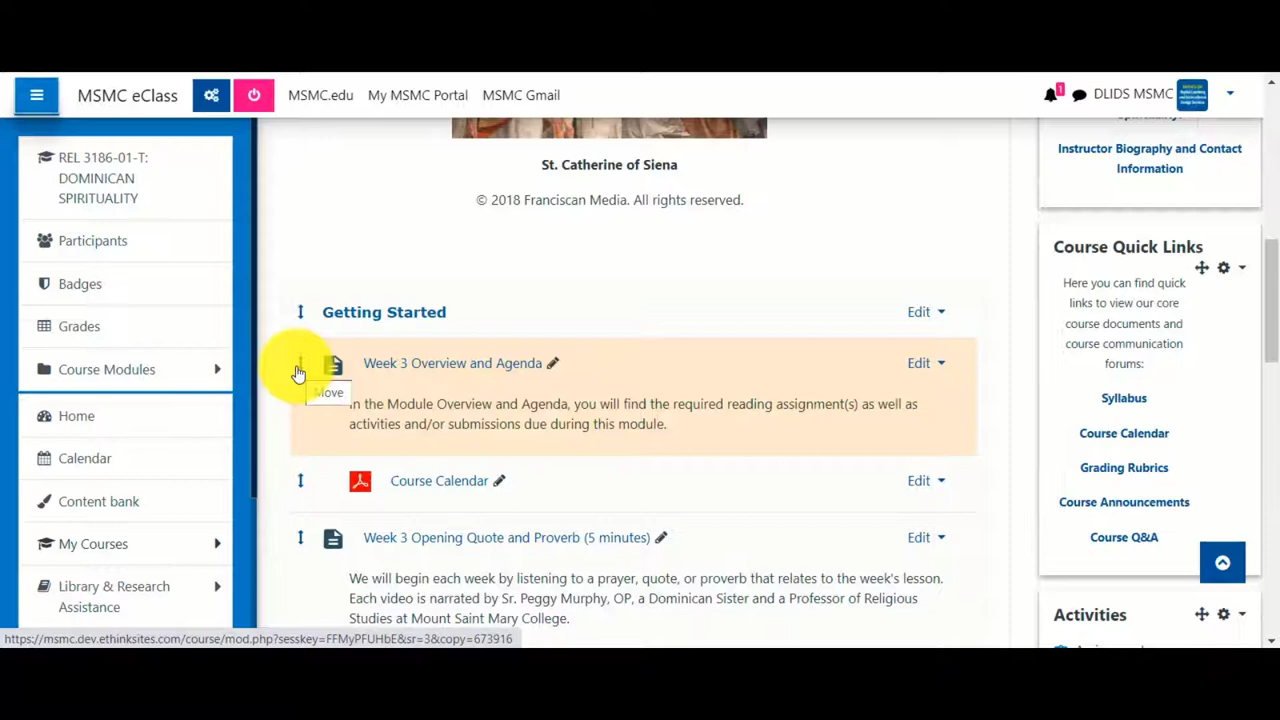 MSMC eClass
MSMC.edu
My MSMC Portal
MSMC Gmail
1
DLIDS MSMC
REL 3186-01-T:
DOMINICAN
SPIRITUALITY
Participants
Badges
Grades
Course Modules
Home
Calendar
Content bank
My Courses
Library & Research
Assistance
St. Catherine of Siena
© 2018 Franciscan Media. All rights reserved.
Getting Started
Edit
Week 3 Overview and Agenda
Edit
Move
In the Module Overview and Agenda, you will find the required reading assignment(s) as well as
activities and/or submissions due during this module.
Course Calendar
Edit
Week 3 Opening Quote and Proverb (5 minutes)
Edit
We will begin each week by listening to a prayer, quote, or proverb that relates to the week's lesson.
Each video is narrated by Sr. Peggy Murphy, OP, a Dominican Sister and a Professor of Religious
Studies at Mount Saint Mary College.
Instructor Biography and Contact
Information
Course Quick Links
Here you can find quick
links to view our core
course documents and
course communication
forums:
Syllabus
Course Calendar
Grading Rubrics
Course Announcements
Course Q&A
Activities
https://msmc.dev.ethinksites.com/course/mod.php?sesskey=FFMyPFUHbE&sr=3&copy=673916